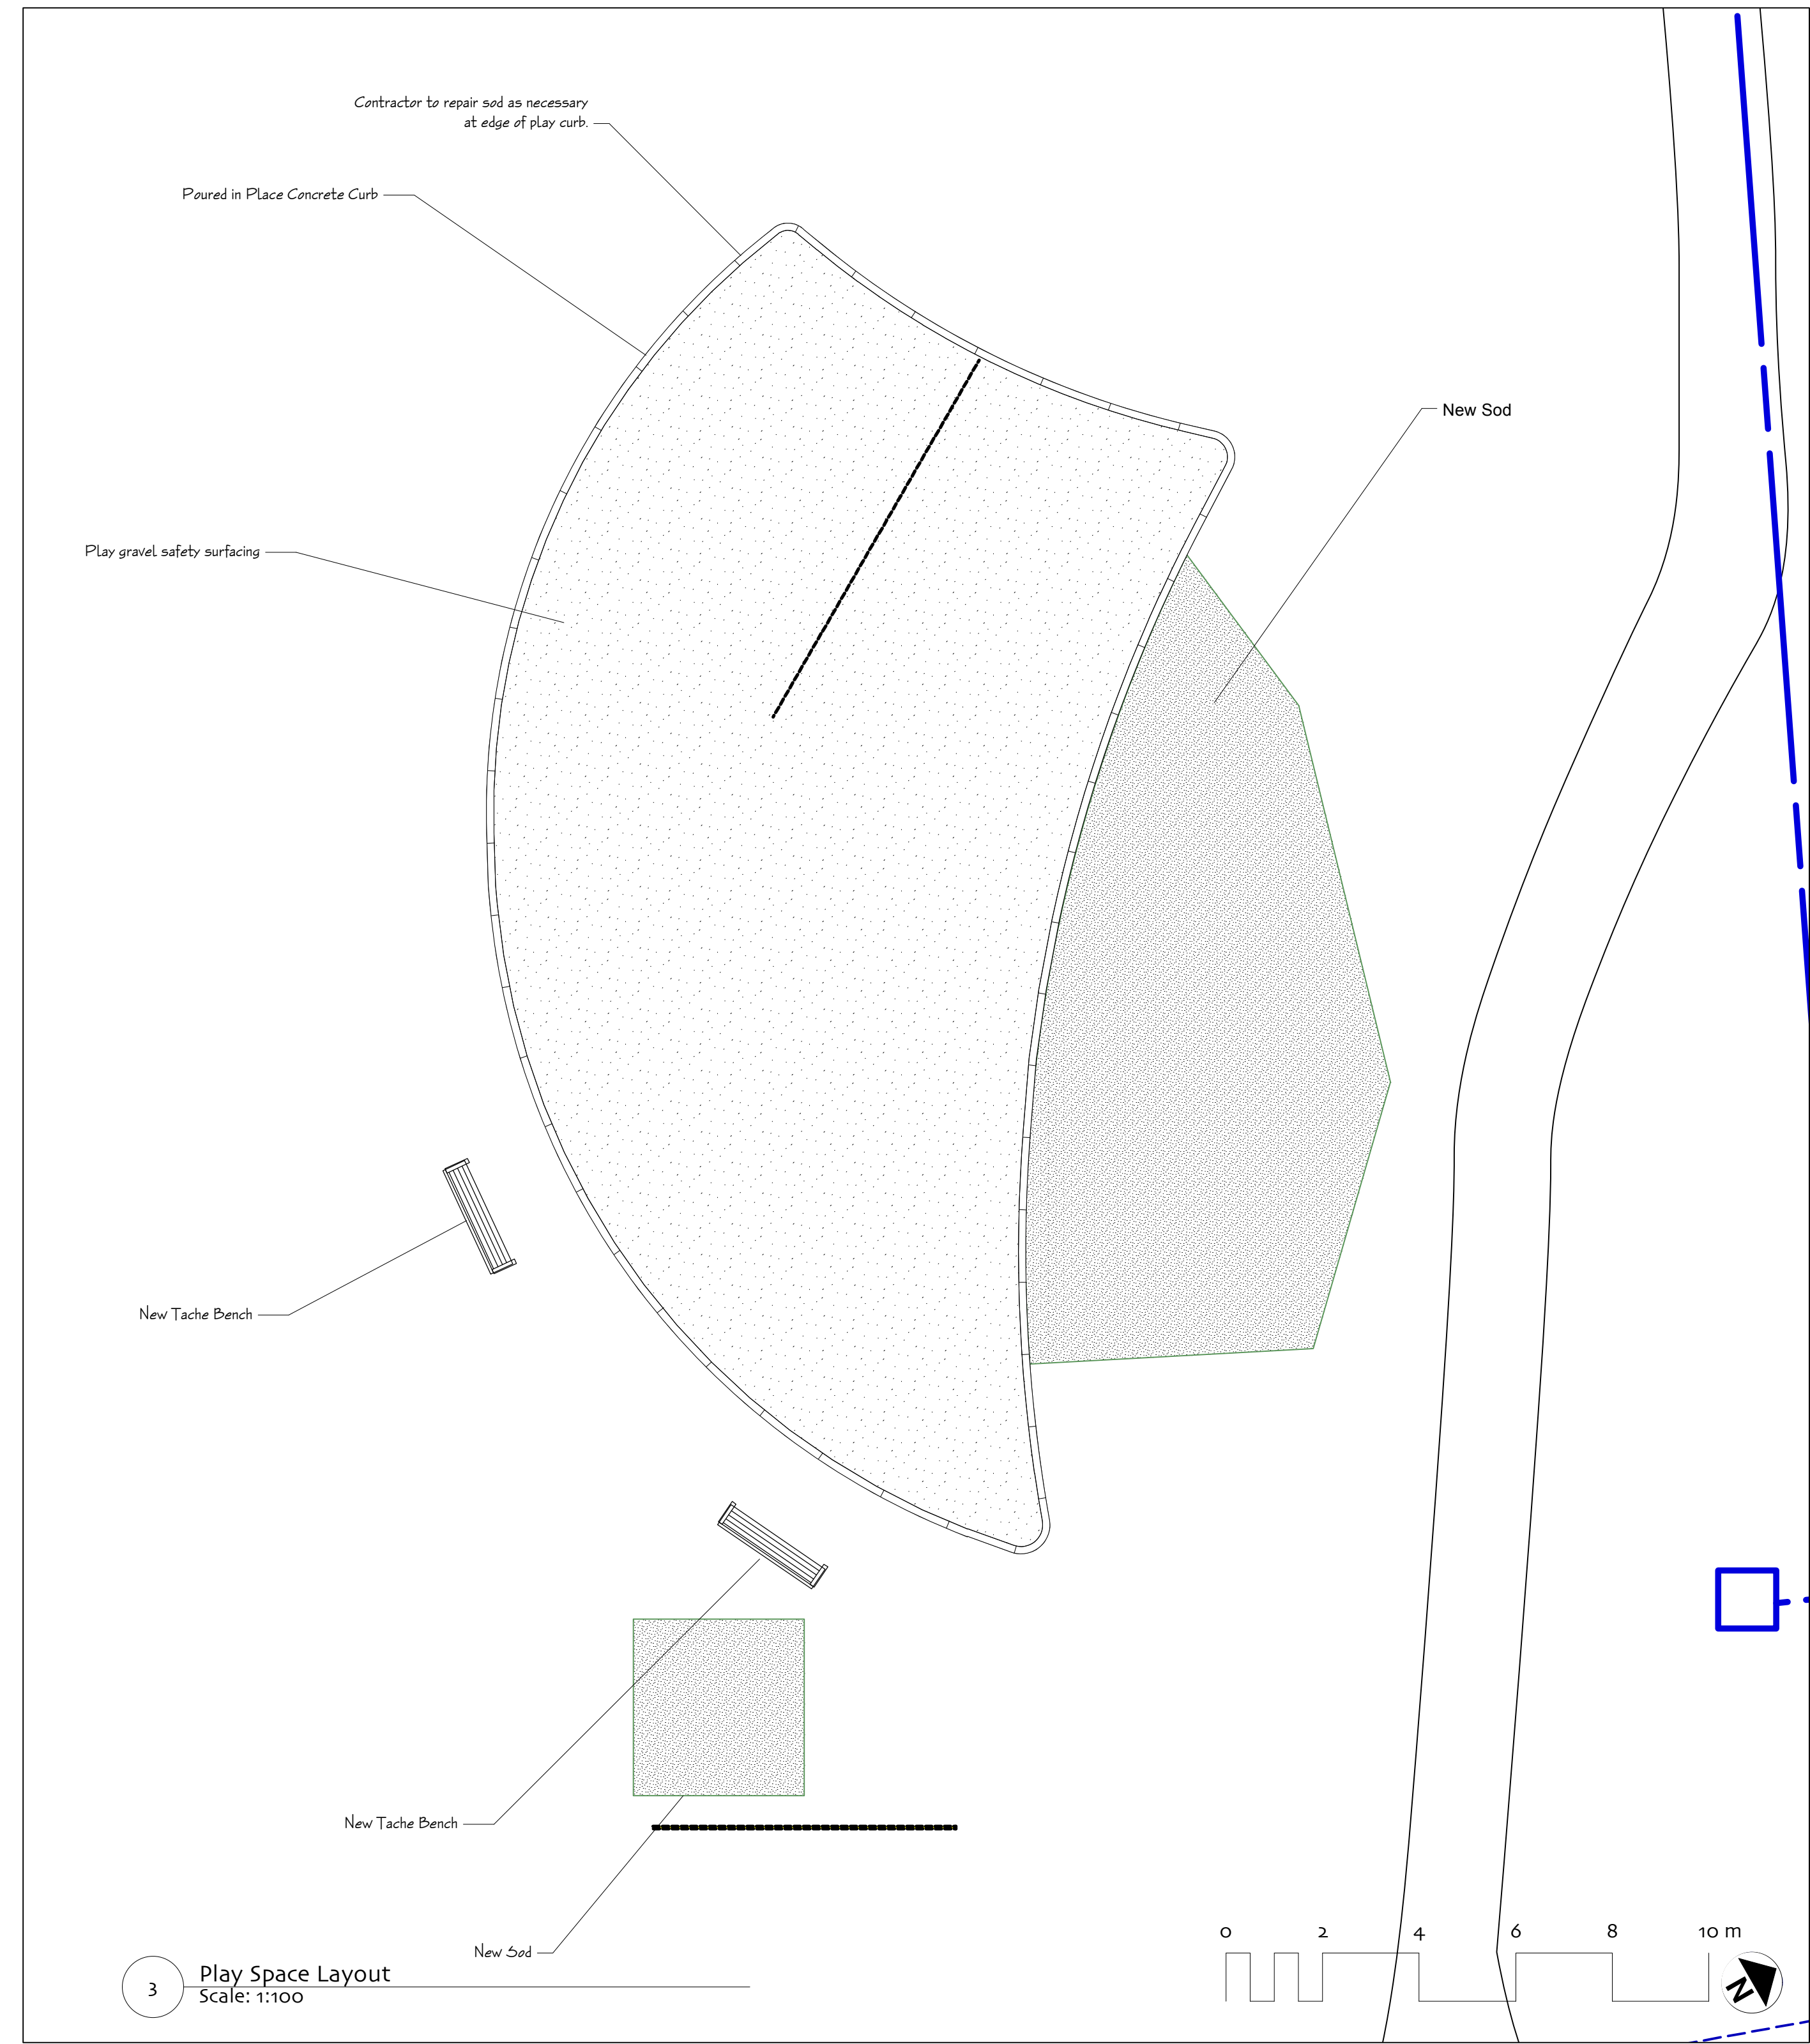 Contractor to repair sod as necessary
at edge of play curb.
Poured in Place Concrete Curb
New Sod
Play gravel safety surfacing
New Tache Bench
New Tache Bench
New Sod
0 2 4 6 8 10 m
3
Play Space Layout
Scale: 1:100
N